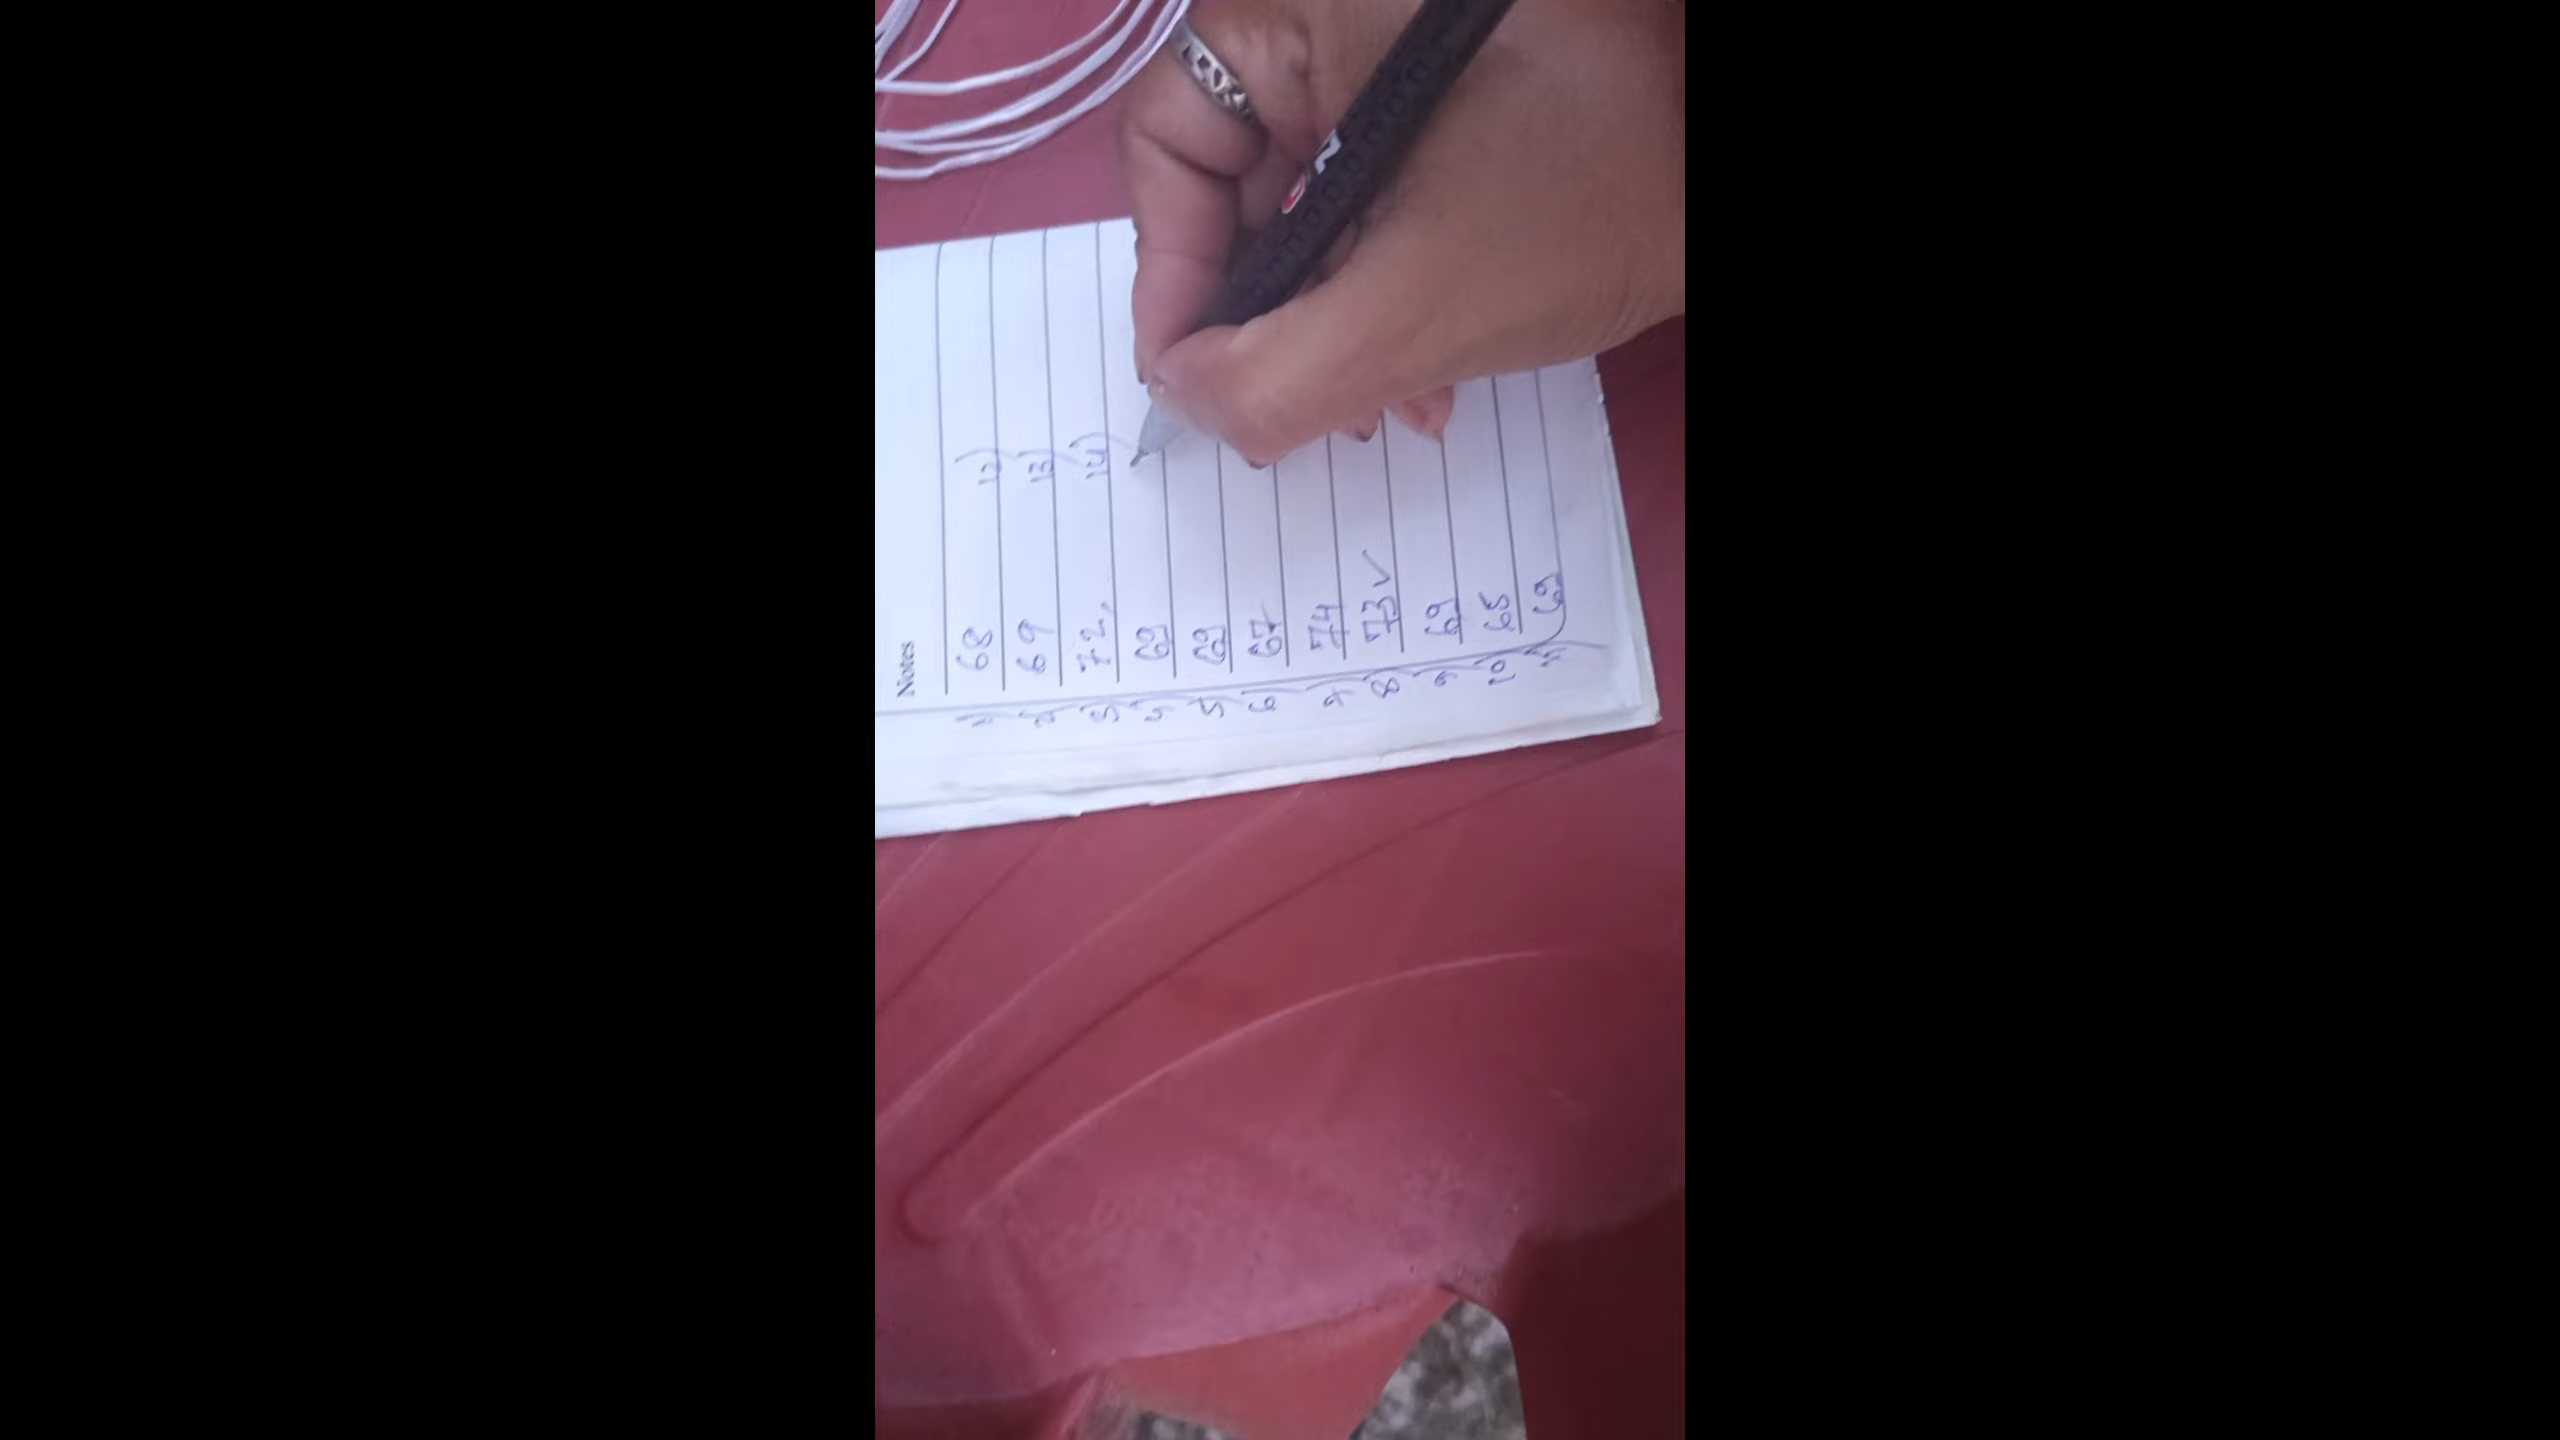 Notes
1) 68 12)
2) 69 13)
3) 72, 14)
4) 69
5) 69
6) 67
7) 74
8) 73 ✓
9) 69
10) 65
11) 69